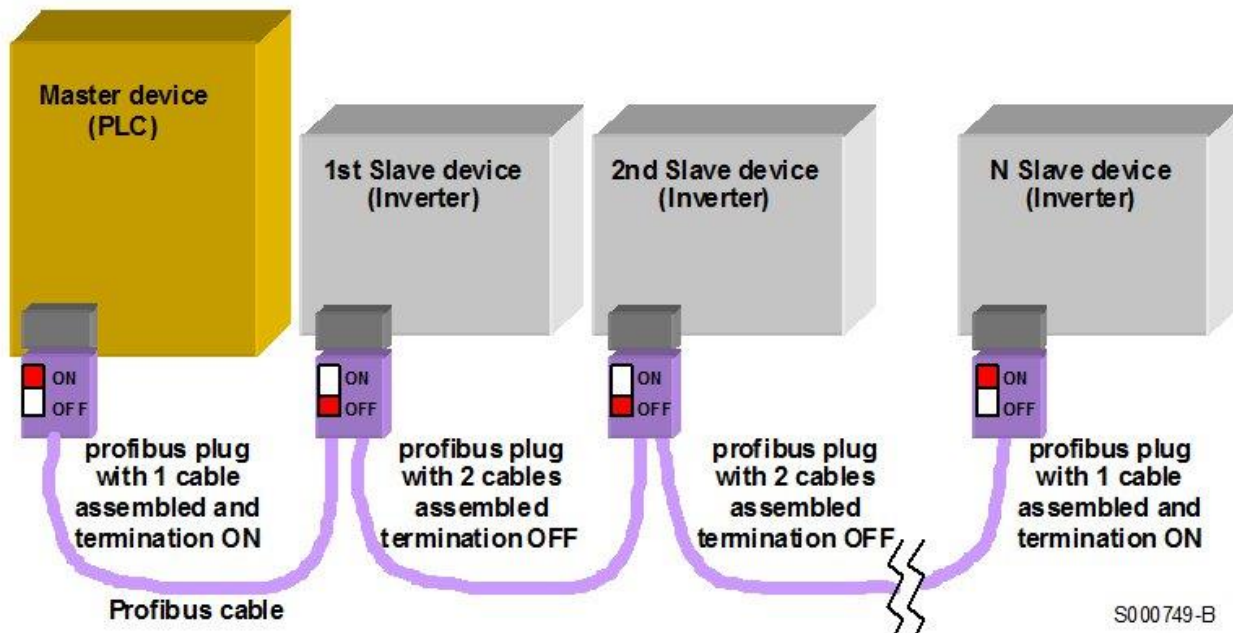 Master device
(PLC)
1st Slave device
(Inverter)
2nd Slave device
(Inverter)
N Slave device
(Inverter)
ON
OFF
ON
OFF
ON
OFF
ON
OFF
profibus plug
with 1 cable
assembled and
termination ON
profibus plug
with 2 cables
assembled
termination OFF
profibus plug
with 2 cables
assembled
termination OFF
profibus plug
with 1 cable
assembled and
termination ON
Profibus cable
S000749-B